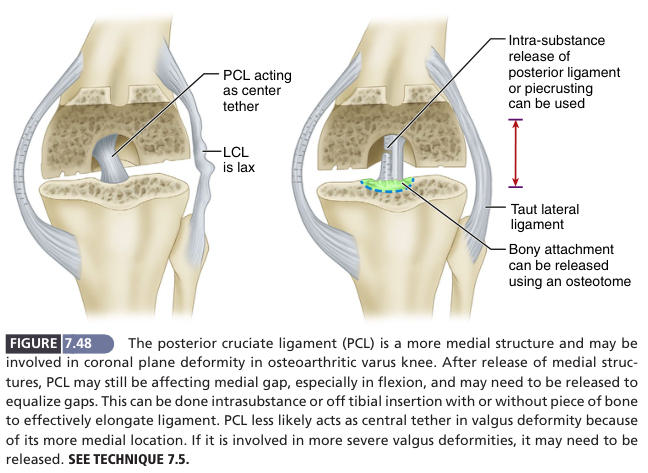 PCL acting
as center
tether
LCL
is lax
Intra-substance
release of
posterior ligament
or piecrusting
can be used
Taut lateral
ligament
Bony attachment
can be released
using an osteotome
FIGURE 7.48 The posterior cruciate ligament (PCL) is a more medial structure and may be
involved in coronal plane deformity in osteoarthritic varus knee. After release of medial struc-
tures, PCL may still be affecting medial gap, especially in flexion, and may need to be released to
equalize gaps. This can be done intrasubstance or off tibial insertion with or without piece of bone
to effectively elongate ligament. PCL less likely acts as central tether in valgus deformity because
of its more medial location. If it is involved in more severe valgus deformities, it may need to be
released. SEE TECHNIQUE 7.5.